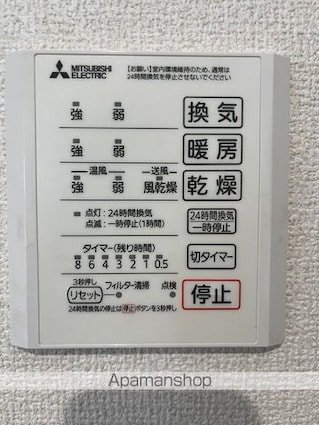 MITSUBISHI ELECTRIC
【お願い】室内環境維持のため、通常は
24時間換気を停止させないでください
強 弱 換気
強 弱 暖房
温風 送風
強 弱 風乾燥 乾燥
点灯:24時間換気
点滅:一時停止(1時間)
24時間換気
一時停止
タイマー(残り時間)
8 6 4 3 2 1 0.5
切タイマー
3秒押し
リセット フィルター清掃 点検
停止
24時間換気の停止は停止ボタンを3秒押し
Apamanshop